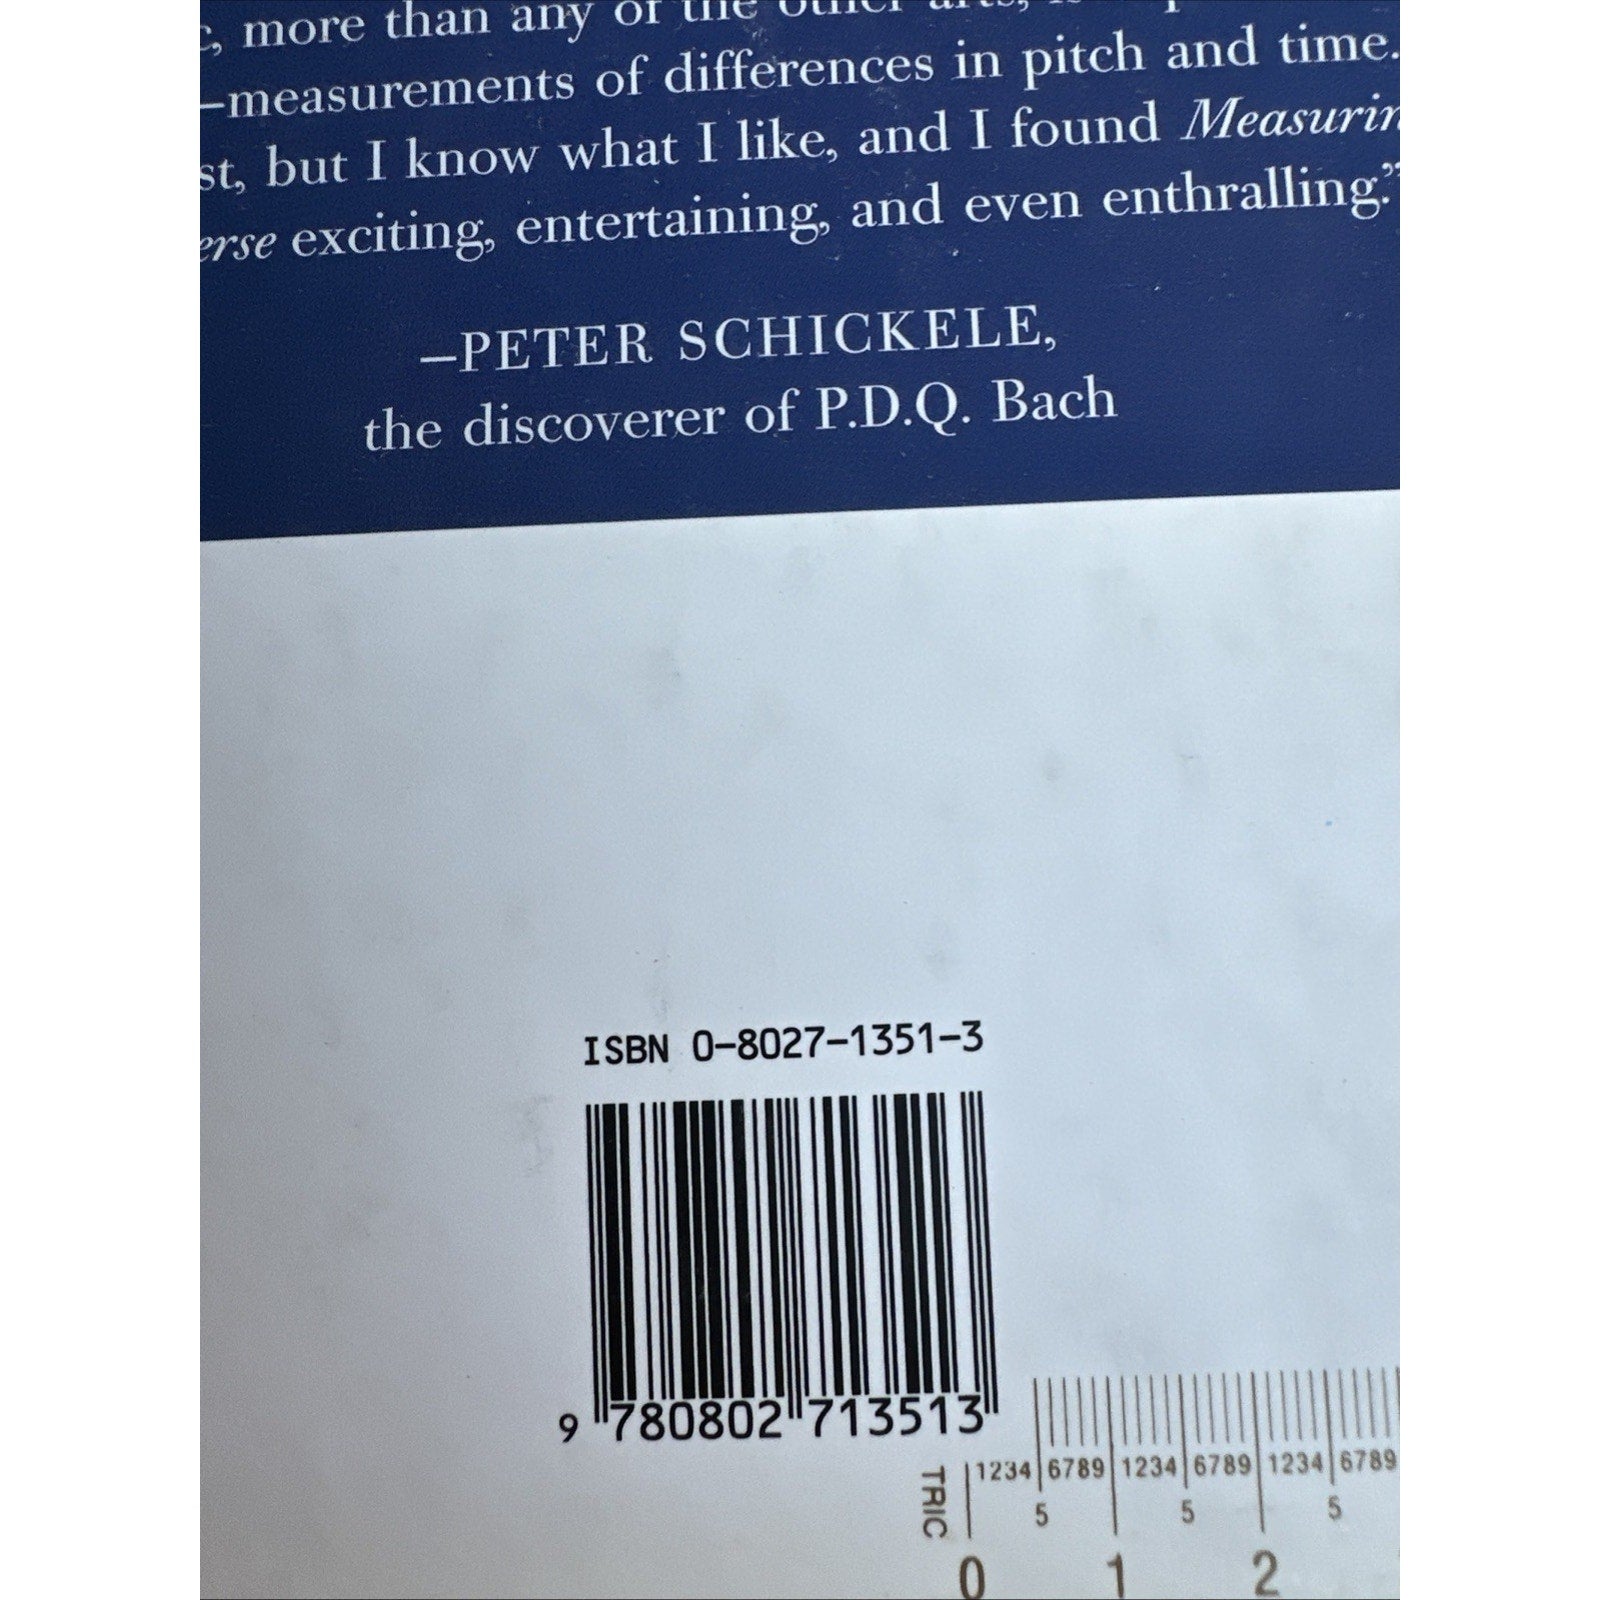 more than any of the other arts,
—measurements of differences in pitch and time.
st, but I know what I like, and I found Measurin
erse exciting, entertaining, and even enthralling."
—PETER SCHICKELE,
the discoverer of P.D.Q. Bach
ISBN 0-8027-1351-3
9 780802 713513
TRIC
1234 6789 1234 6789 1234 6789
5 5 5
0 1 2